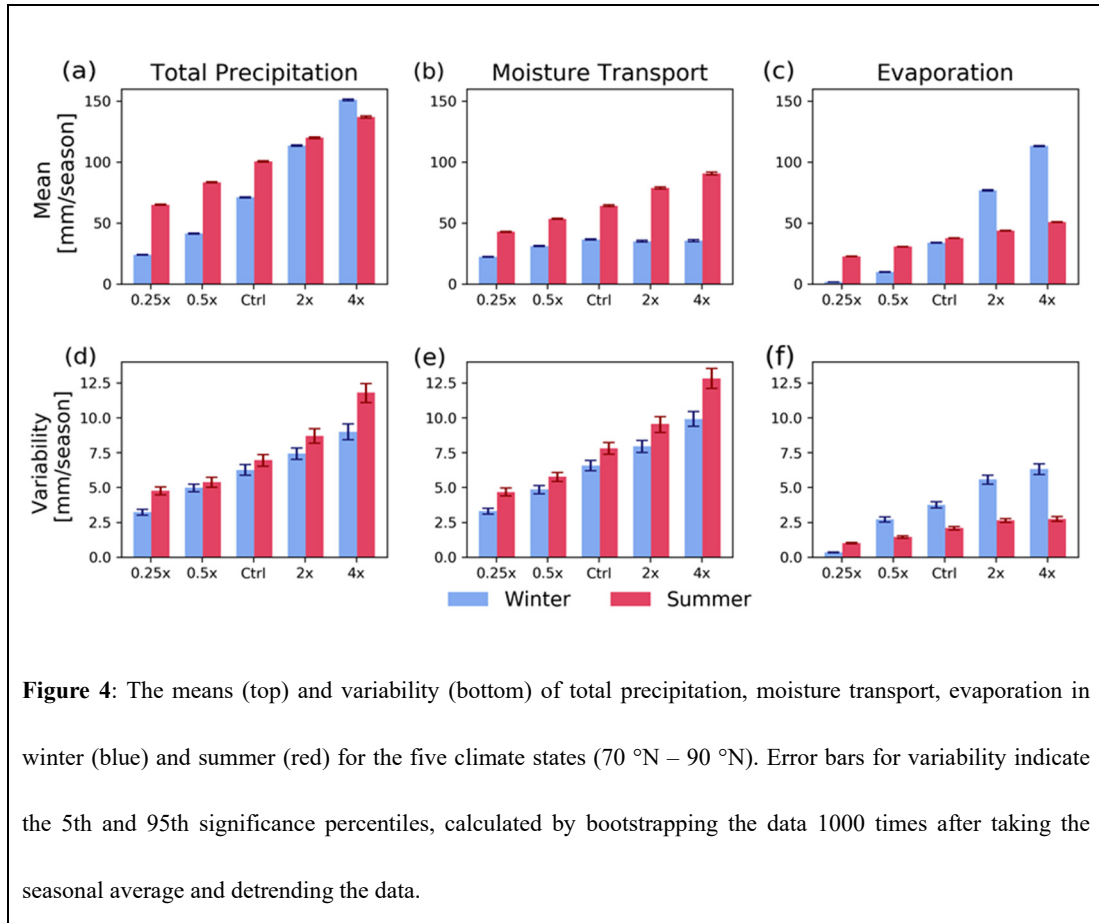 (a) Total Precipitation (b) Moisture Transport (c) Evaporation
Mean
[mm/season]
150
100
50
0
0.25x 0.5x Ctrl 2x 4x
150
100
50
0
0.25x 0.5x Ctrl 2x 4x
150
100
50
0
0.25x 0.5x Ctrl 2x 4x
(d) (e) (f)
Variability
[mm/season]
12.5
10.0
7.5
5.0
2.5
0.0
0.25x 0.5x Ctrl 2x 4x
12.5
10.0
7.5
5.0
2.5
0.0
0.25x 0.5x Ctrl 2x 4x
12.5
10.0
7.5
5.0
2.5
0.0
0.25x 0.5x Ctrl 2x 4x
Winter Summer
Figure 4: The means (top) and variability (bottom) of total precipitation, moisture transport, evaporation in
winter (blue) and summer (red) for the five climate states (70 °N – 90 °N). Error bars for variability indicate
the 5th and 95th significance percentiles, calculated by bootstrapping the data 1000 times after taking the
seasonal average and detrending the data.